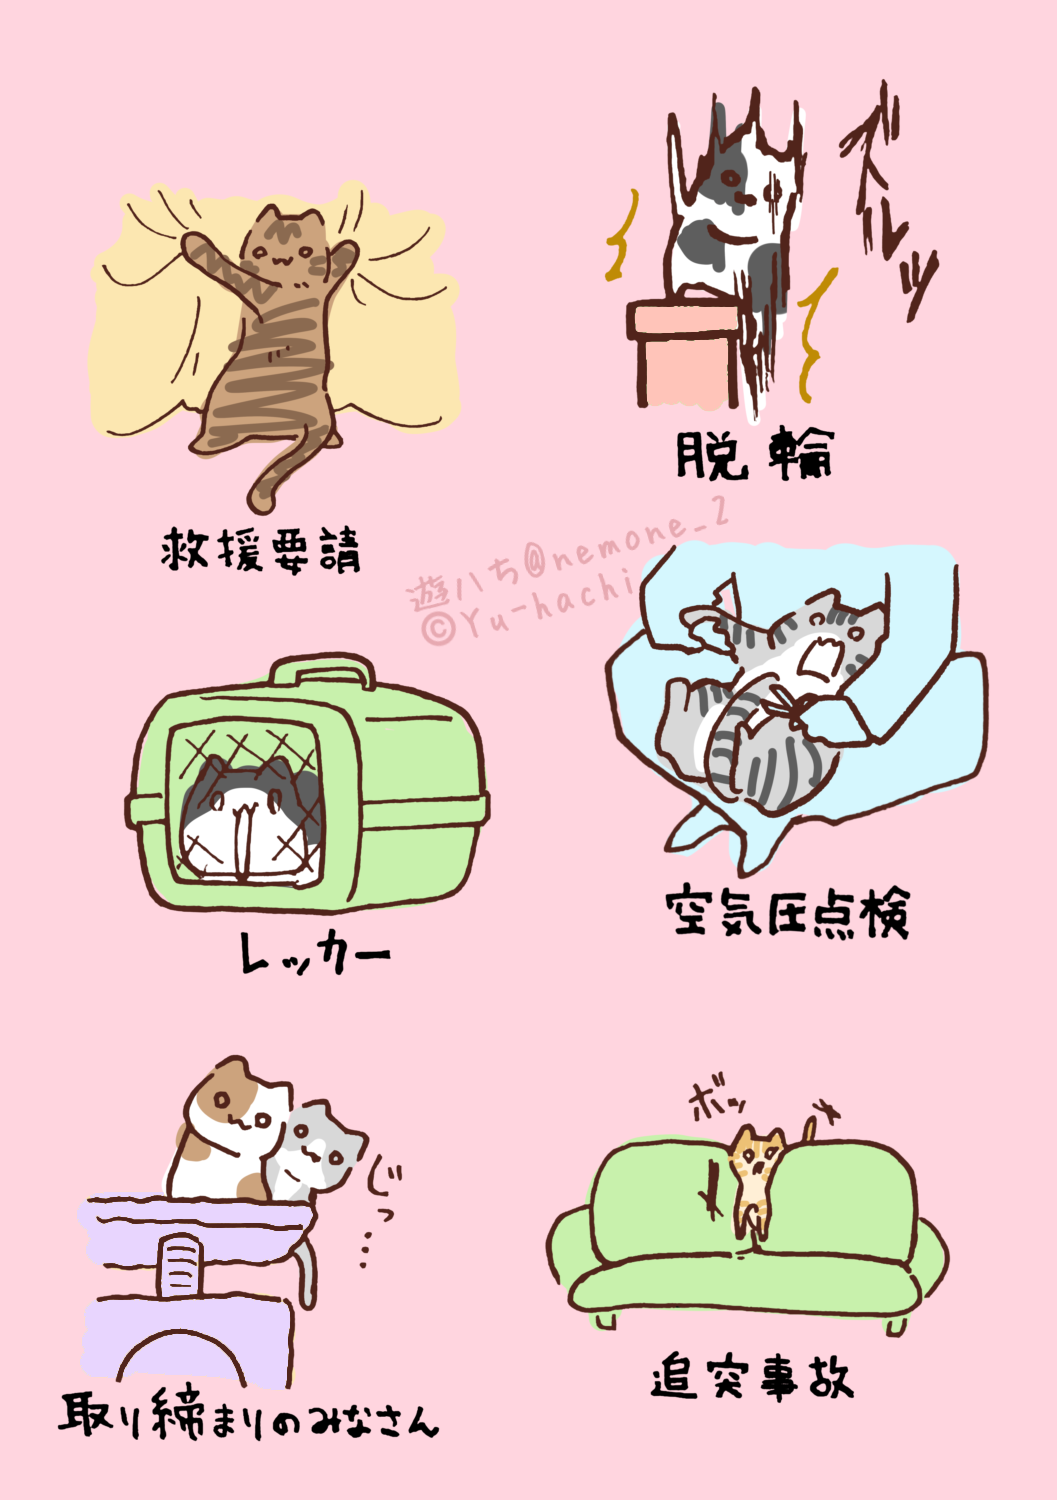 ズルッ
脱輪
救援要請
遊ハち@nemone_2
©Yu-hachi
レッカー
空気圧点検
じっ…
ボッ
取り締まりのみなさん
追突事故